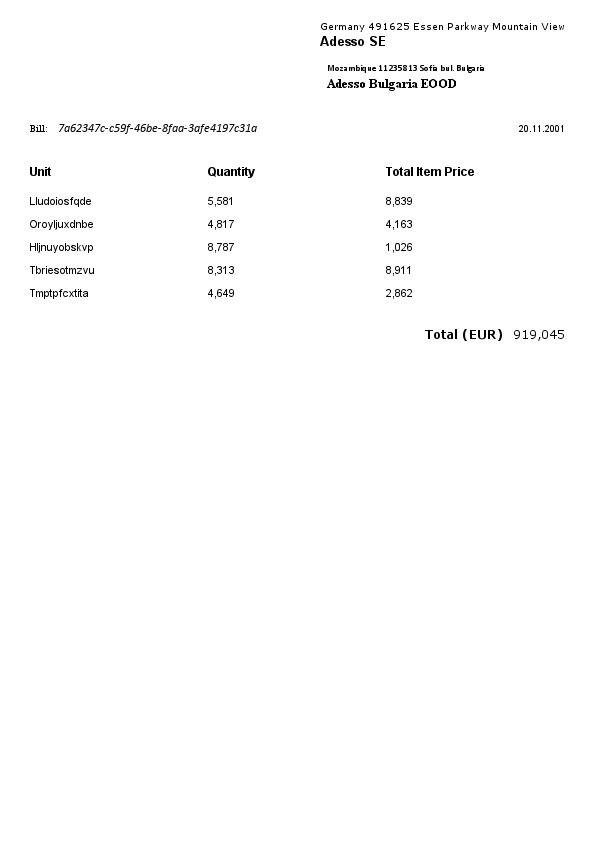 Germany 491625 Essen Parkway Mountain View
Adesso SE
Mozambique 11235813 Sofia bul. Bulgaria
Adesso Bulgaria EOOD
Bill: 7a62347c-c59f-46be-8faa-3afe4197c31a 20.11.2001
Unit Quantity Total Item Price
Lludoiosfqde 5,581 8,839
Oroyljuxdnbe 4,817 4,163
Hljnuyobskvp 8,787 1,026
Tbriesotmzvu 8,313 8,911
Tmptpfcxtita 4,649 2,862
Total (EUR) 919,045